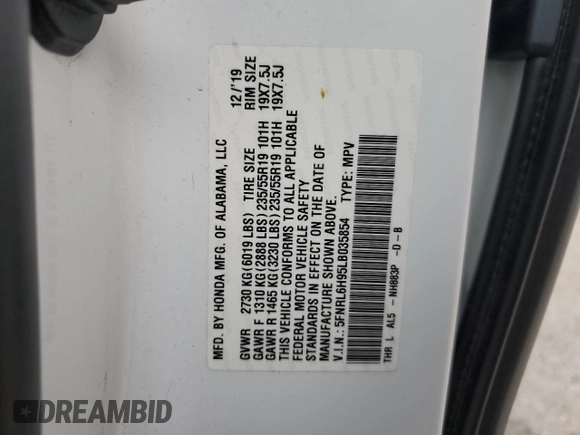 MFD. BY HONDA MFG. OF ALABAMA, LLC 12/'19
GVWR 2730 KG(6019 LBS) TIRE SIZE RIM SIZE
GAWR F 1310 KG(2888 LBS) 235/55R19 101H 19X7.5J
GAWR R 1465 KG(3230 LBS) 235/55R19 101H 19X7.5J
THIS VEHICLE CONFORMS TO ALL APPLICABLE
FEDERAL MOTOR VEHICLE SAFETY
STANDARDS IN EFFECT ON THE DATE OF
MANUFACTURE SHOWN ABOVE.
V.I.N.: 5FNRL6H95LB035854 TYPE: MPV
THR L AL5 -NH883P -D-B
DREAMBID